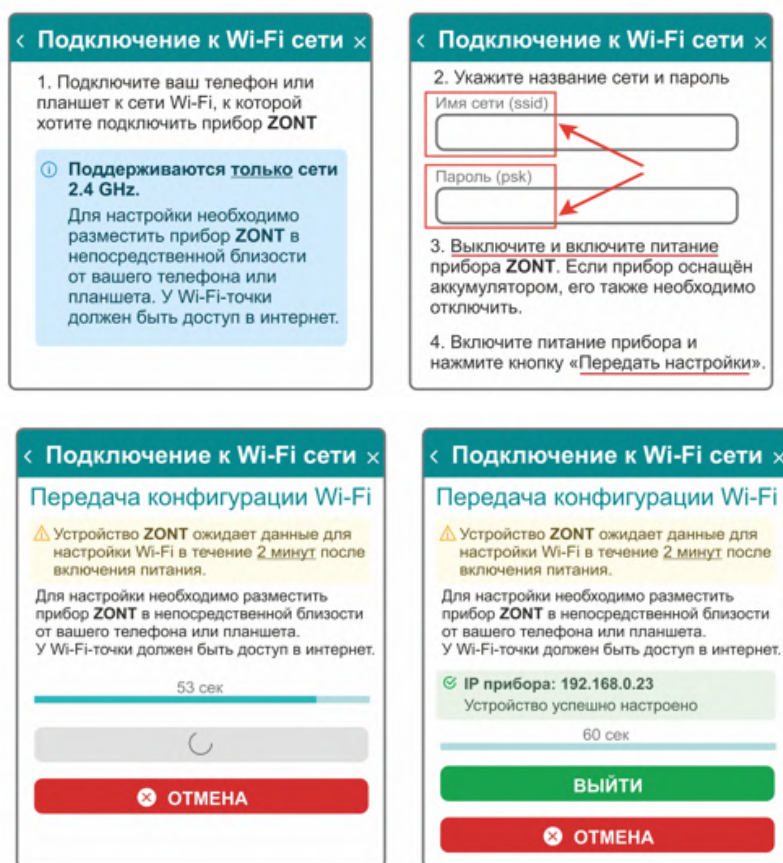 Подключение к Wi-Fi сети
1. Подключите ваш телефон или
планшет к сети Wi-Fi, к которой
хотите подключить прибор ZONT
Поддерживаются только сети
2.4 GHz.
Для настройки необходимо
разместить прибор ZONT в
непосредственной близости
от вашего телефона или
планшета. У Wi-Fi-точки
должен быть доступ в интернет.
Подключение к Wi-Fi сети
2. Укажите название сети и пароль
Имя сети (ssid)
Пароль (psk)
3. Выключите и включите питание
прибора ZONT. Если прибор оснащён
аккумулятором, его также необходимо
отключить.
4. Включите питание прибора и
нажмите кнопку «Передать настройки».
Подключение к Wi-Fi сети
Передача конфигурации Wi-Fi
Устройство ZONT ожидает данные для
настройки Wi-Fi в течение 2 минут после
включения питания.
Для настройки необходимо разместить
прибор ZONT в непосредственной близости
от вашего телефона или планшета.
У Wi-Fi-точки должен быть доступ в интернет.
53 сек
ОТМЕНА
Подключение к Wi-Fi сети
Передача конфигурации Wi-Fi
Устройство ZONT ожидает данные для
настройки Wi-Fi в течение 2 минут после
включения питания.
Для настройки необходимо разместить
прибор ZONT в непосредственной близости
от вашего телефона или планшета.
У Wi-Fi-точки должен быть доступ в интернет.
IP прибора: 192.168.0.23
Устройство успешно настроено
60 сек
ВЫЙТИ
ОТМЕНА